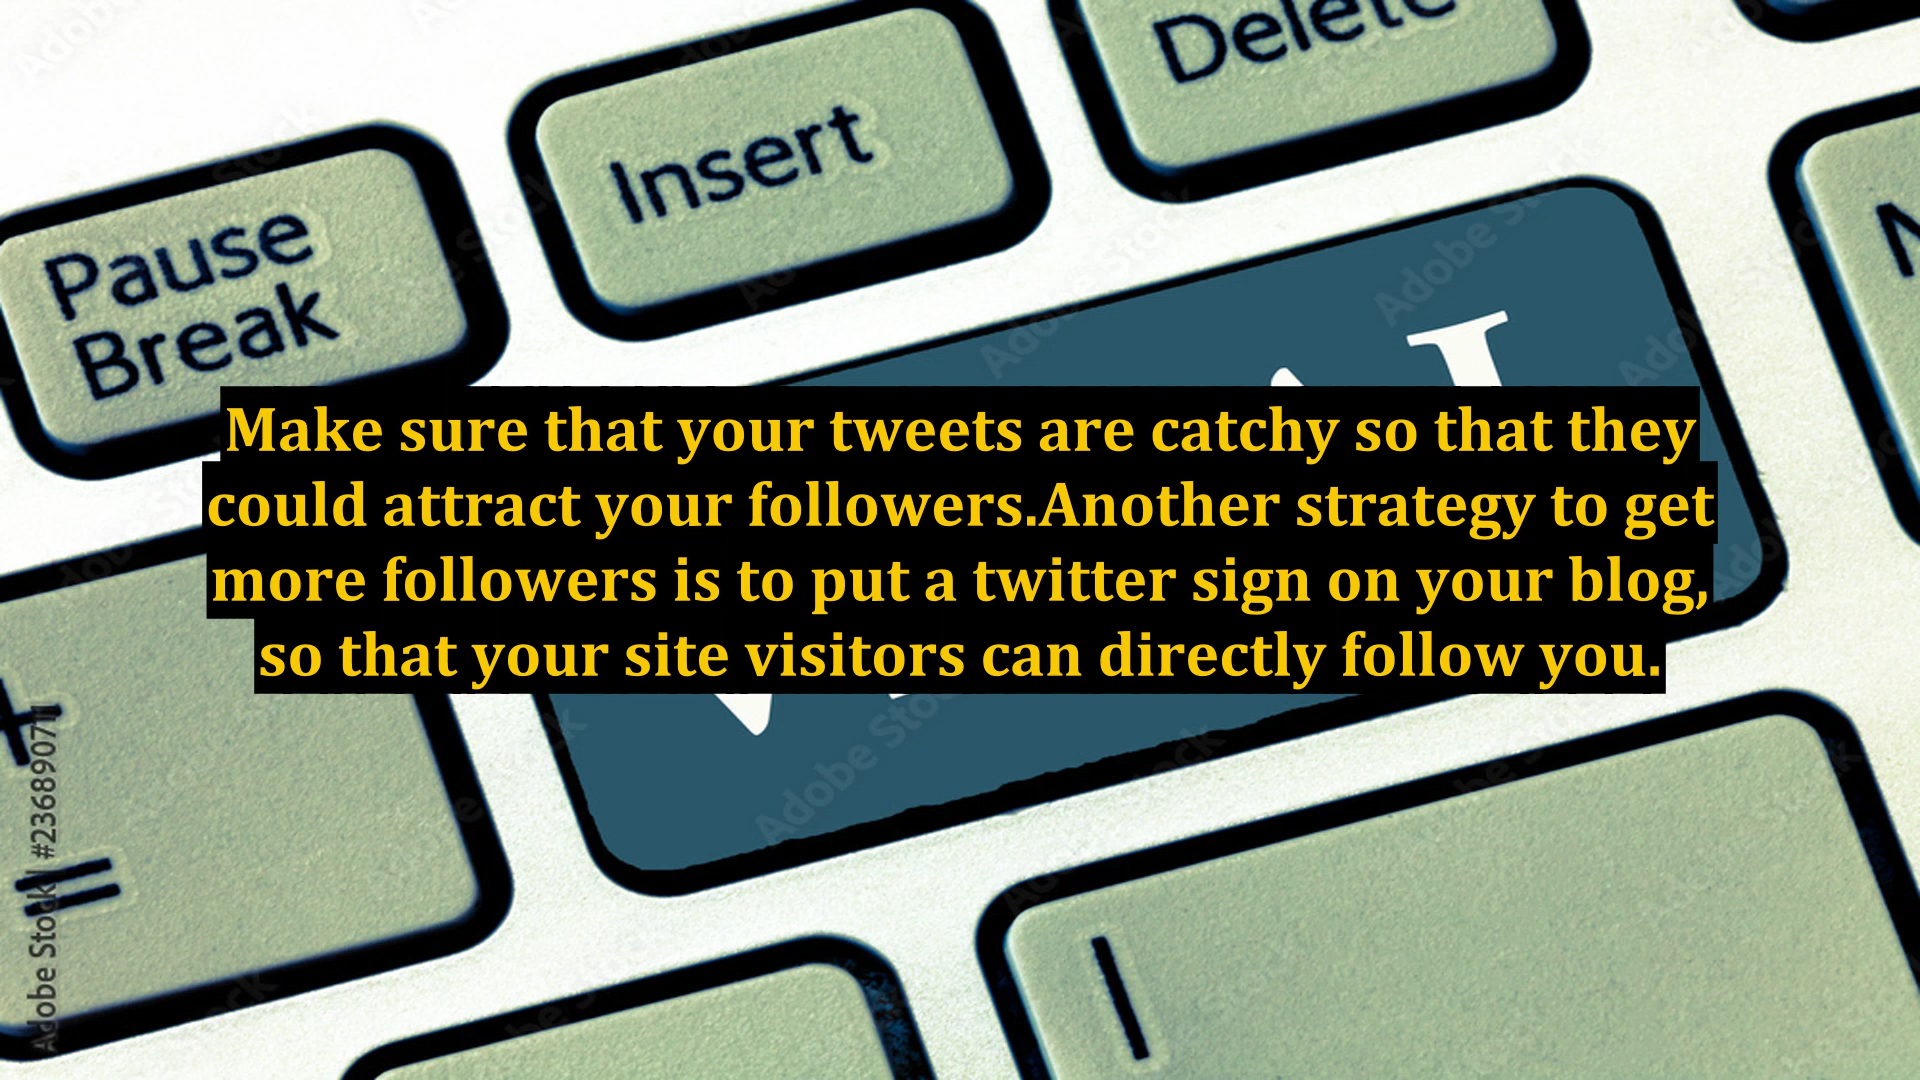 Delete
Insert
Pause
Break
Make sure that your tweets are catchy so that they
could attract your followers.Another strategy to get
more followers is to put a twitter sign on your blog,
so that your site visitors can directly follow you.
+
=
Adobe Stock | #236890711
Adobe Stock